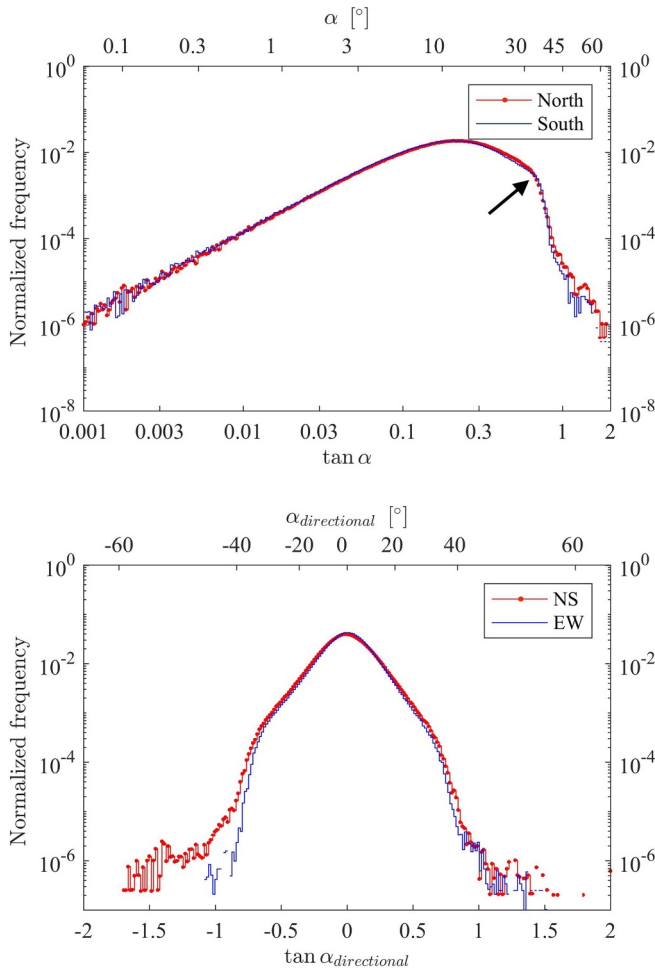 α [°]
0.1 0.3 1 3 10 30 45 60
10^0 10^0
North
South
10^-2 10^-2
10^-4 10^-4
10^-6 10^-6
10^-8 10^-8
Normalized frequency
0.001 0.003 0.01 0.03 0.1 0.3 1 2
tan α
α_directional [°]
-60 -40 -20 0 20 40 60
10^0 10^0
NS
EW
10^-2 10^-2
10^-4 10^-4
10^-6 10^-6
Normalized frequency
-2 -1.5 -1 -0.5 0 0.5 1 1.5 2
tan α_directional